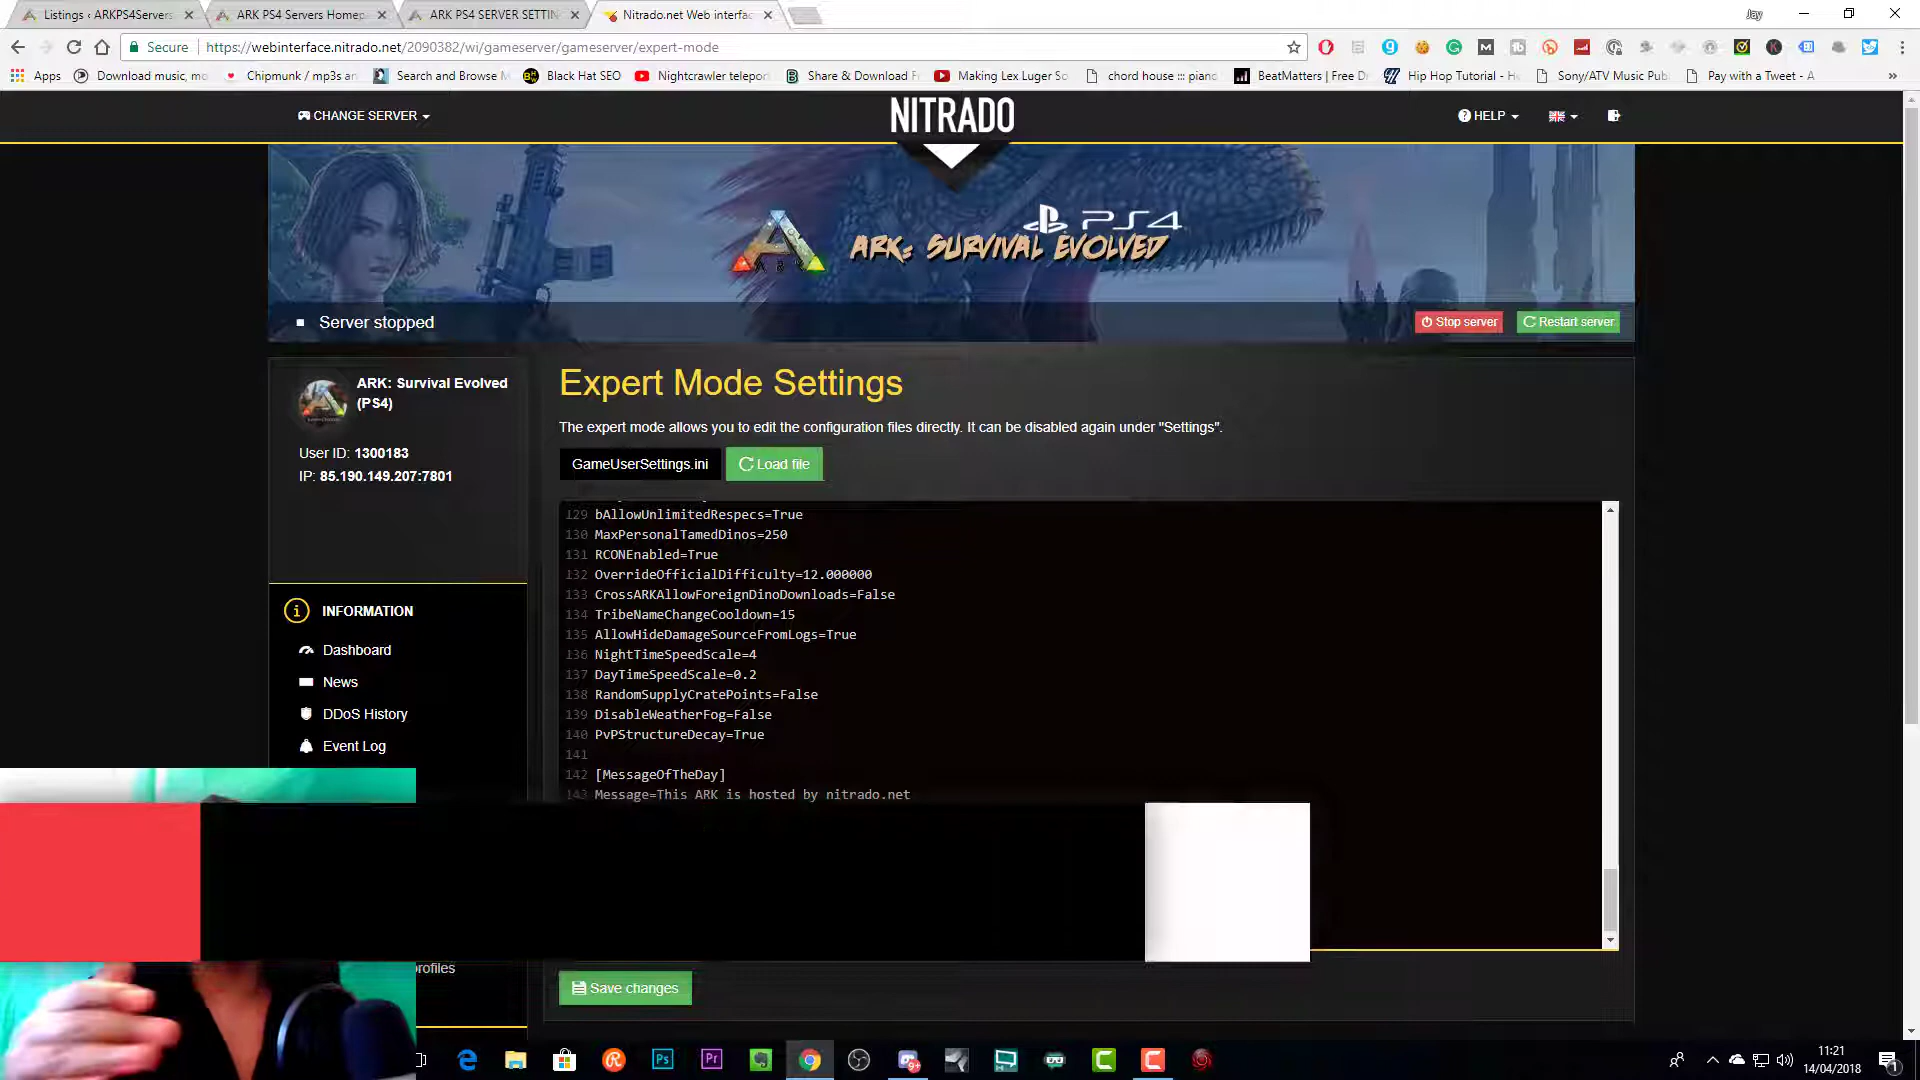 Listings ‹ ARKPS4Servers
ARK PS4 Servers Homep
ARK PS4 SERVER SETTIN
Nitrado.net Web interfac
Jay
Secure
https://webinterface.nitrado.net/2090382/wi/gameserver/gameserver/expert-mode
Apps
Download music, mo
Chipmunk / mp3s an
Search and Browse M
Black Hat SEO
Nightcrawler telepor
Share & Download F
Making Lex Luger So
chord house ::: piano
BeatMatters | Free D
Hip Hop Tutorial - H
Sony/ATV Music Pub
Pay with a Tweet - A
CHANGE SERVER
NITRADO
HELP
PS4
ARK: SURVIVAL EVOLVED
Server stopped
Stop server
Restart server
ARK: Survival Evolved
(PS4)
User ID: 1300183
IP: 85.190.149.207:7801
INFORMATION
Dashboard
News
DDoS History
Event Log
rofiles
Expert Mode Settings
The expert mode allows you to edit the configuration files directly. It can be disabled again under "Settings".
GameUserSettings.ini
Load file
129 bAllowUnlimitedRespecs=True
130 MaxPersonalTamedDinos=250
131 RCONEnabled=True
132 OverrideOfficialDifficulty=12.000000
133 CrossARKAllowForeignDinoDownloads=False
134 TribeNameChangeCooldown=15
135 AllowHideDamageSourceFromLogs=True
136 NightTimeSpeedScale=4
137 DayTimeSpeedScale=0.2
138 RandomSupplyCratePoints=False
139 DisableWeatherFog=False
140 PvPStructureDecay=True
141
142 [MessageOfTheDay]
143 Message=This ARK is hosted by nitrado.net
Save changes
11:21
14/04/2018